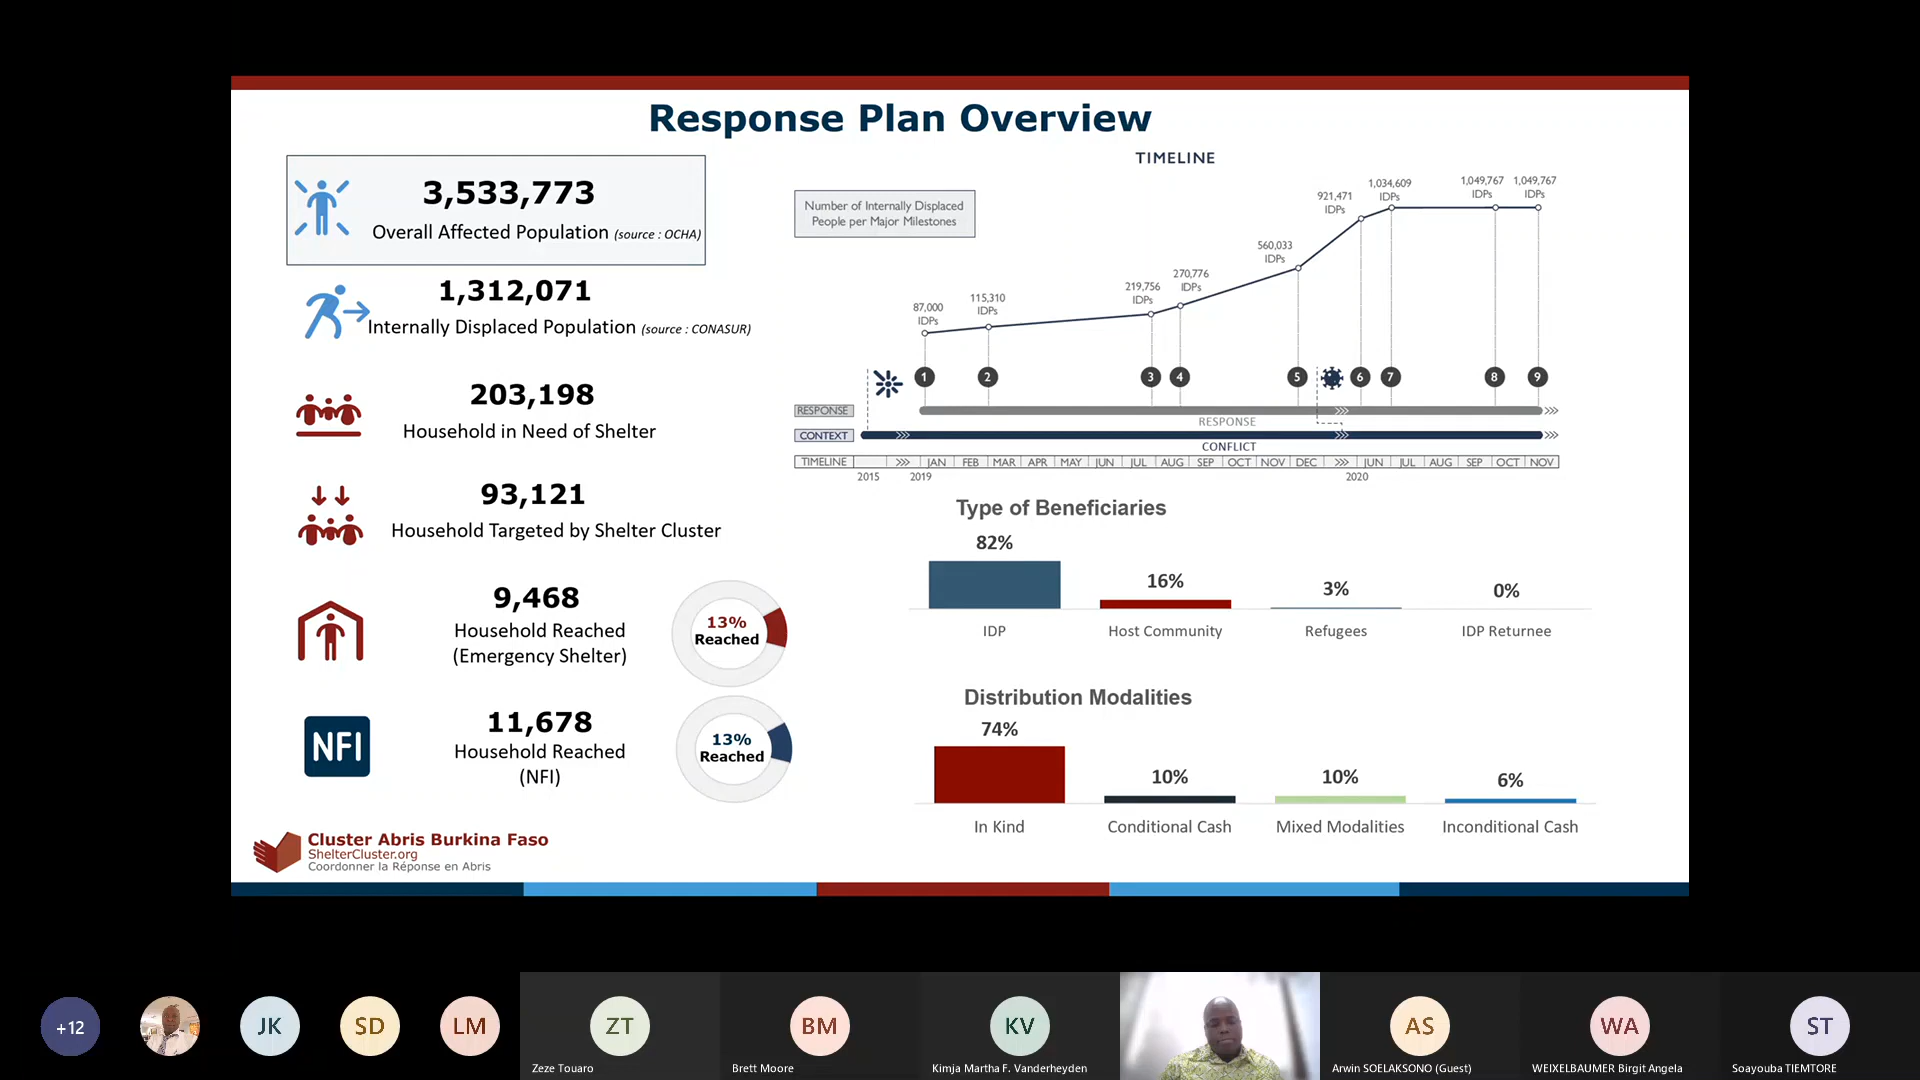 Response Plan Overview
3,533,773
Overall Affected Population (source : OCHA)
1,312,071
Internally Displaced Population (source : CONASUR)
203,198
Household in Need of Shelter
93,121
Household Targeted by Shelter Cluster
9,468
Household Reached
(Emergency Shelter)
13%
Reached
NFI
11,678
Household Reached
(NFI)
13%
Reached
TIMELINE
Number of Internally Displaced
People per Major Milestones
87,000
IDPs
115,310
IDPs
219,756
IDPs
270,776
IDPs
560,033
IDPs
921,471
IDPs
1,034,609
IDPs
1,049,767
IDPs
1,049,767
IDPs
1 2 3 4 5 6 7 8 9
RESPONSE
RESPONSE
CONTEXT
CONFLICT
TIMELINE JAN FEB MAR APR MAY JUN JUL AUG SEP OCT NOV DEC JUN JUL AUG SEP OCT NOV
2015 2019 2020
Type of Beneficiaries
82% 16% 3% 0%
IDP Host Community Refugees IDP Returnee
Distribution Modalities
74% 10% 10% 6%
In Kind Conditional Cash Mixed Modalities Inconditional Cash
Cluster Abris Burkina Faso
ShelterCluster.org
Coordonner la Réponse en Abris
+12 JK SD LM ZT BM KV AS WA ST
Zeze Touaro Brett Moore Kimja Martha F. Vanderheyden Arwin SOELAKSONO (Guest) WEIXELBAUMER Birgit Angela Soayouba TIEMTORE